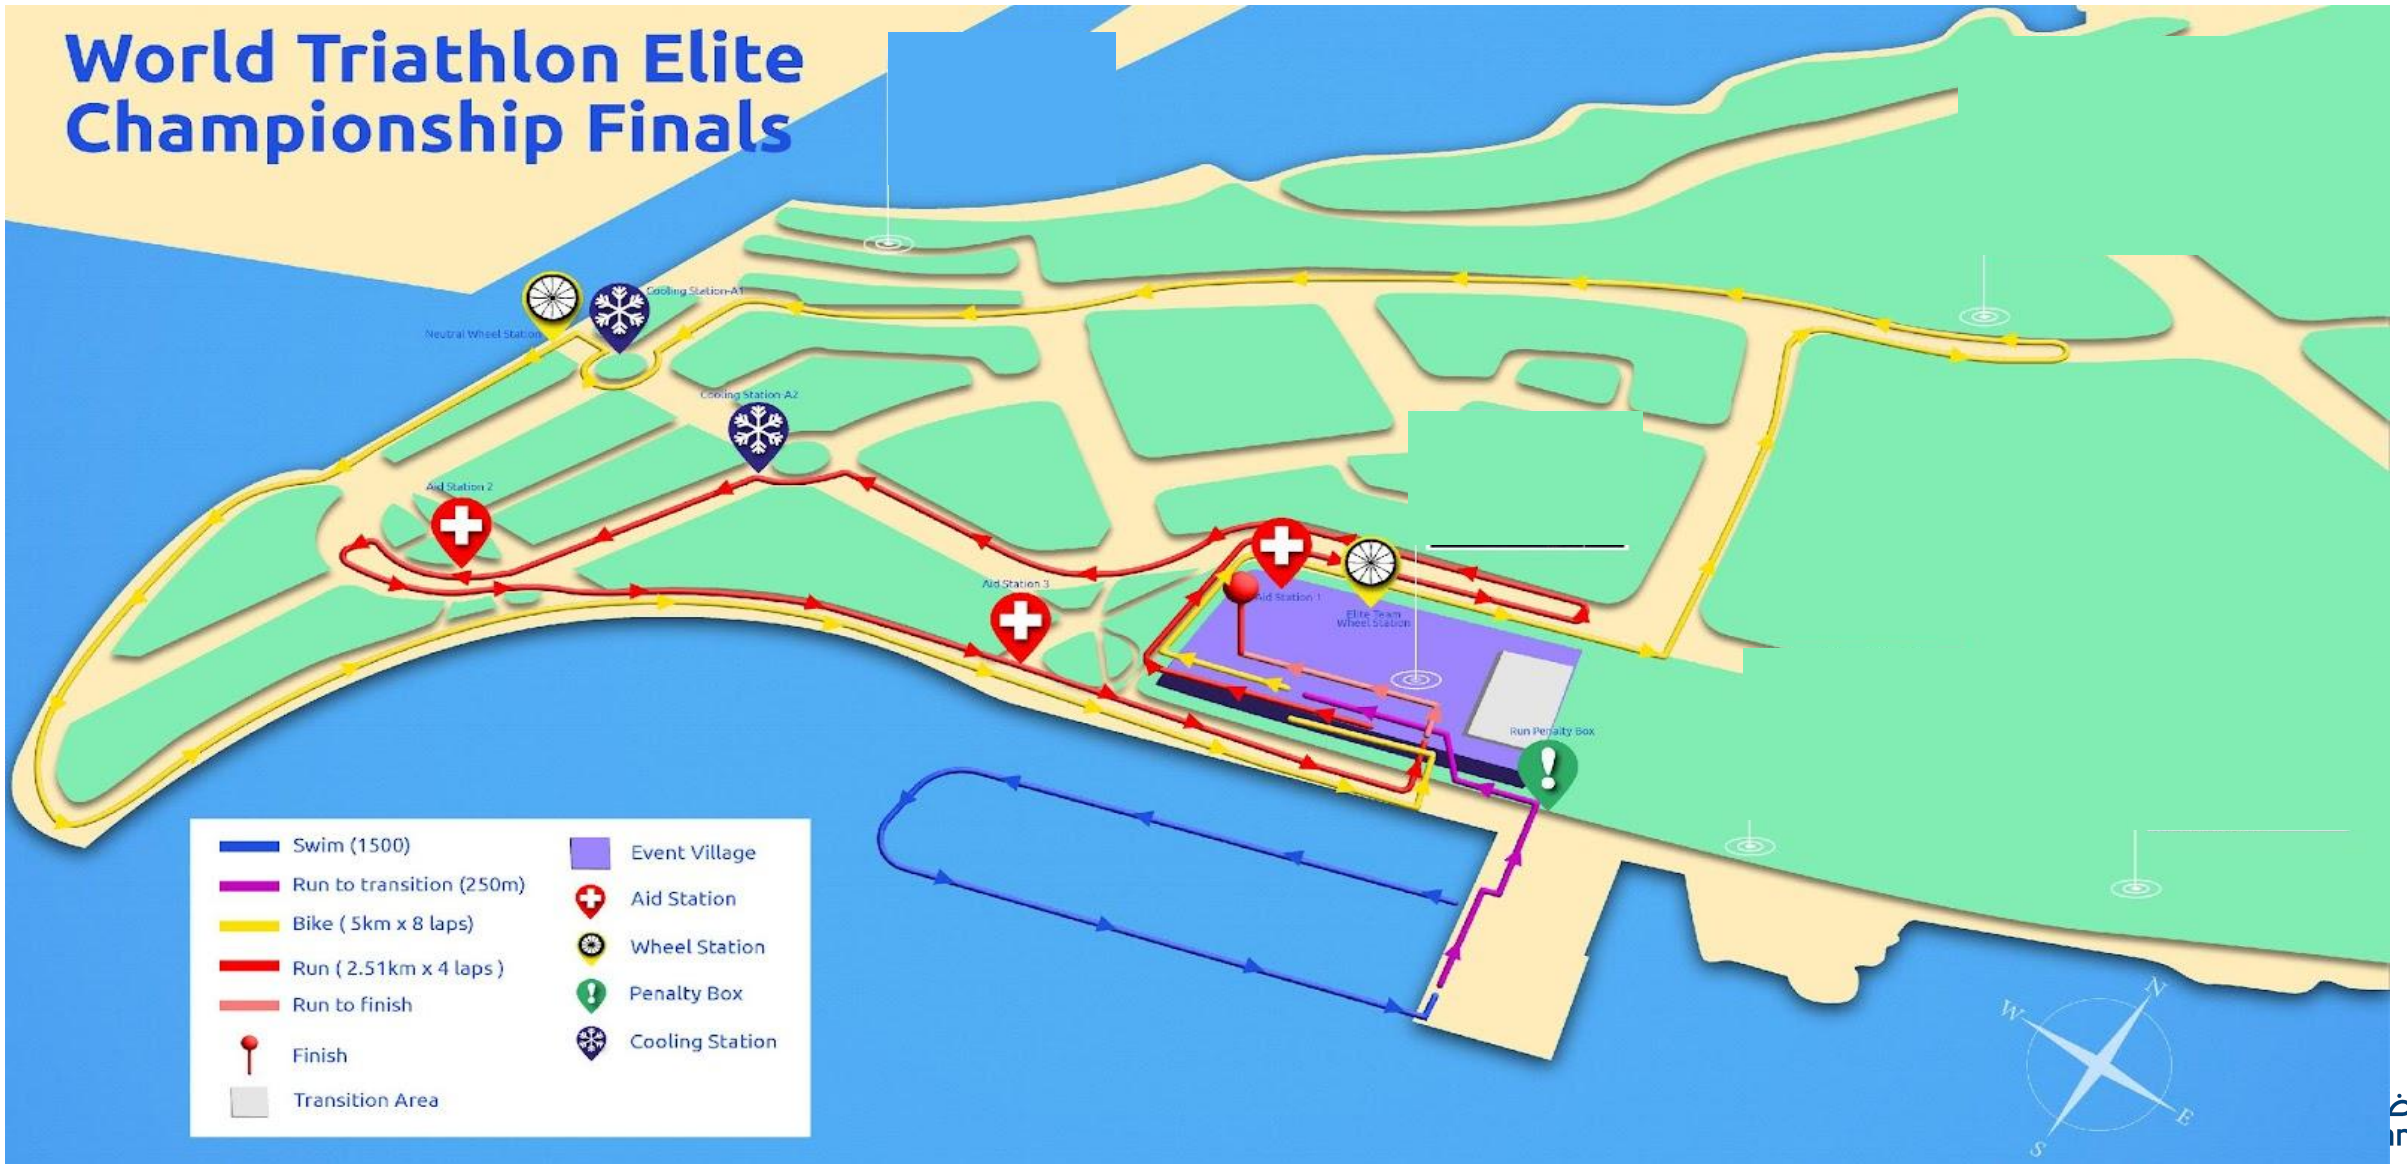 World Triathlon Elite
Championship Finals
Cooling Station-A1
Neutral Wheel Station
Cooling Station-A2
Aid Station 2
Aid Station 3
Aid Station 1
Elite Team
Wheel Station
Run Penalty Box
Swim (1500)
Run to transition (250m)
Bike ( 5km x 8 laps)
Run ( 2.51km x 4 laps )
Run to finish
Finish
Transition Area
Event Village
Aid Station
Wheel Station
Penalty Box
Cooling Station
N
W
E
S